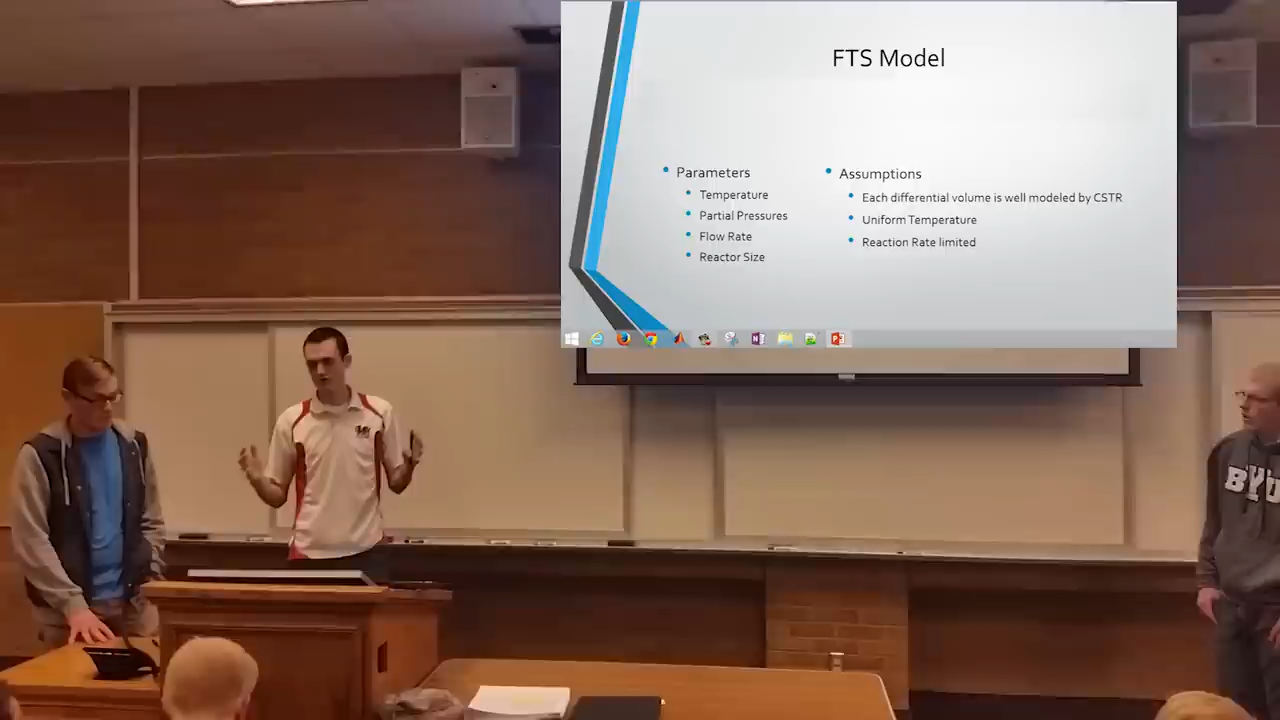 FTS Model
Parameters
Temperature
Partial Pressures
Flow Rate
Reactor Size
Assumptions
Each differential volume is well modeled by CSTR
Uniform Temperature
Reaction Rate limited
BYU